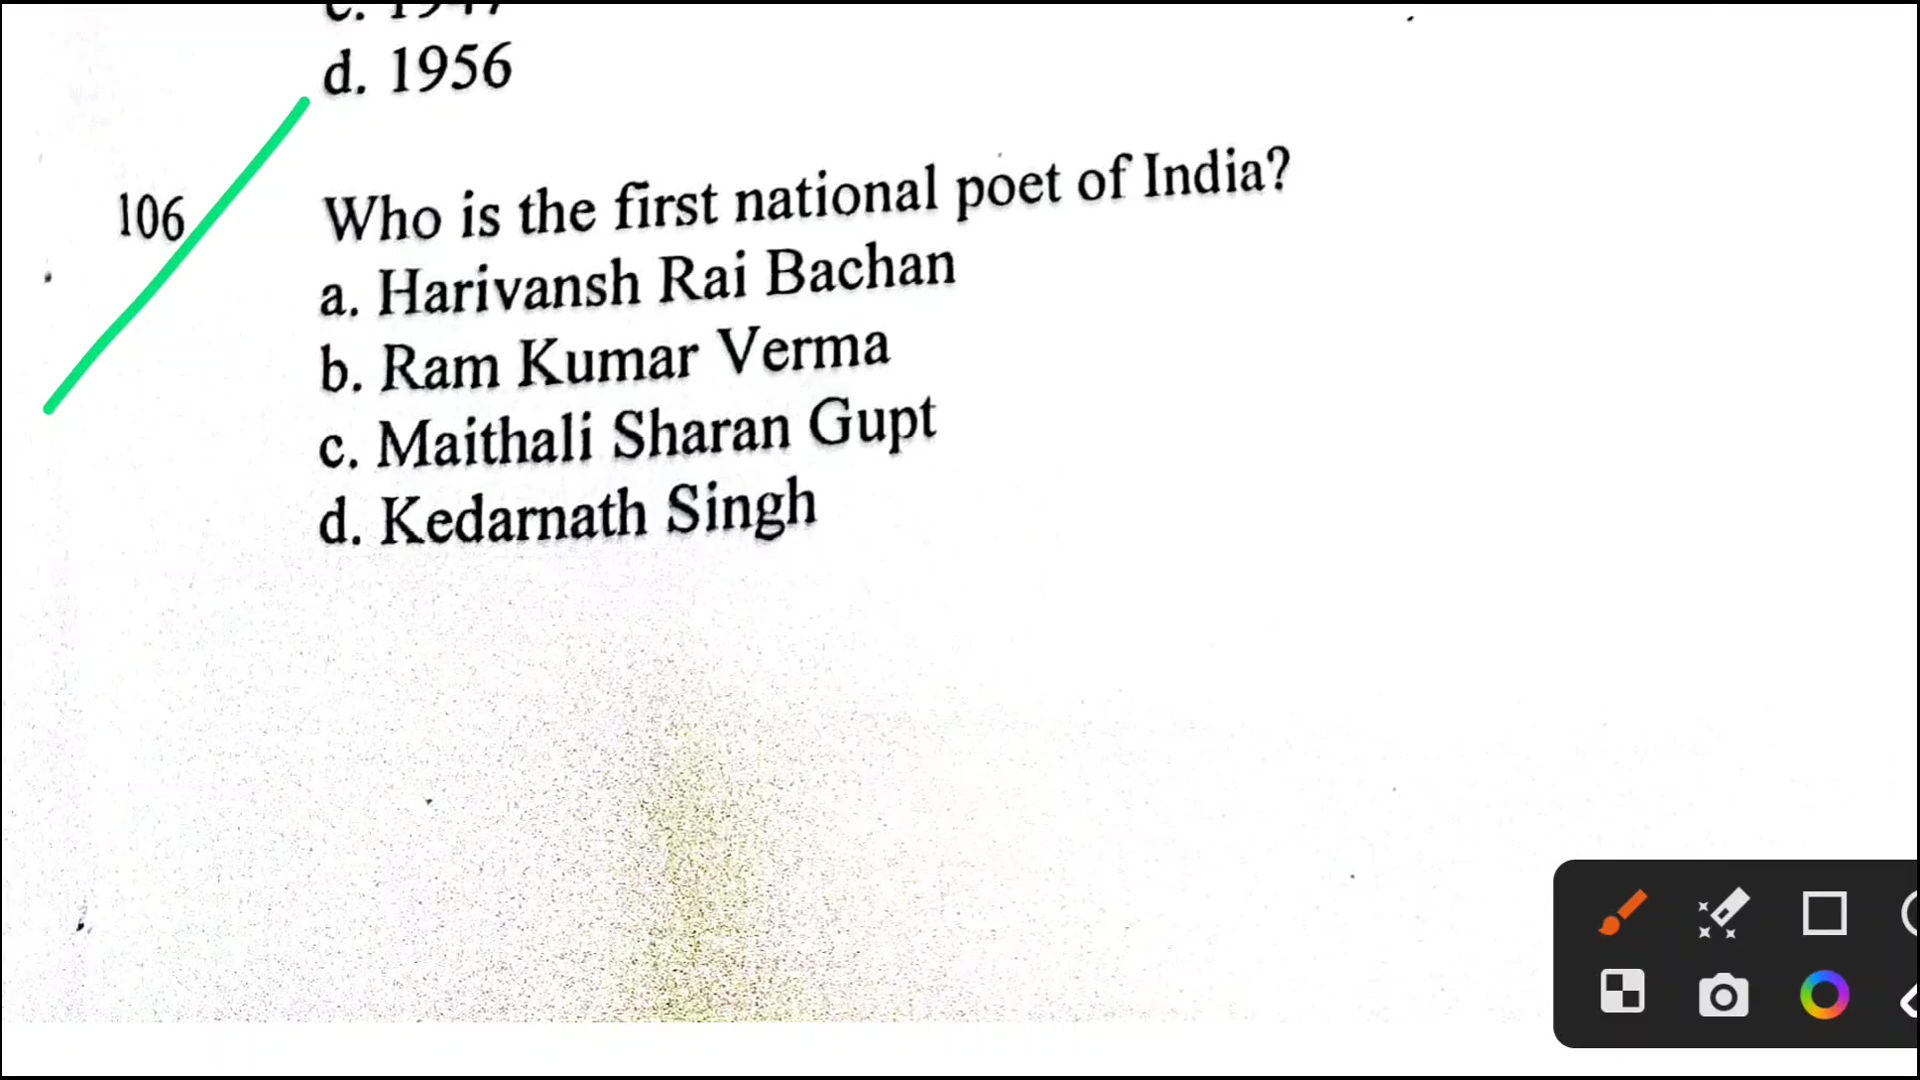 d. 1956
106
Who is the first national poet of India?
a. Harivansh Rai Bachan
b. Ram Kumar Verma
c. Maithali Sharan Gupt
d. Kedarnath Singh